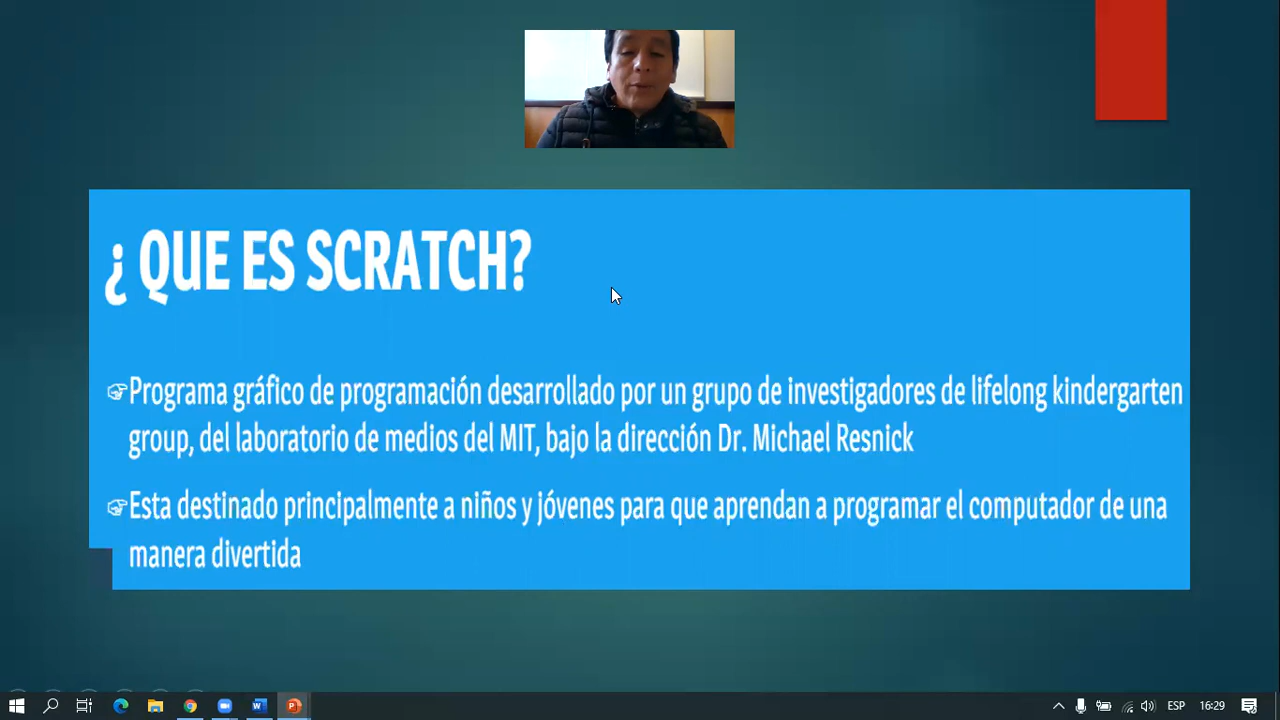 ¿ QUE ES SCRATCH?
☞Programa gráfico de programación desarrollado por un grupo de investigadores de lifelong kindergarten
group, del laboratorio de medios del MIT, bajo la dirección Dr. Michael Resnick
☞Esta destinado principalmente a niños y jóvenes para que aprendan a programar el computador de una
manera divertida
ESP 16:29